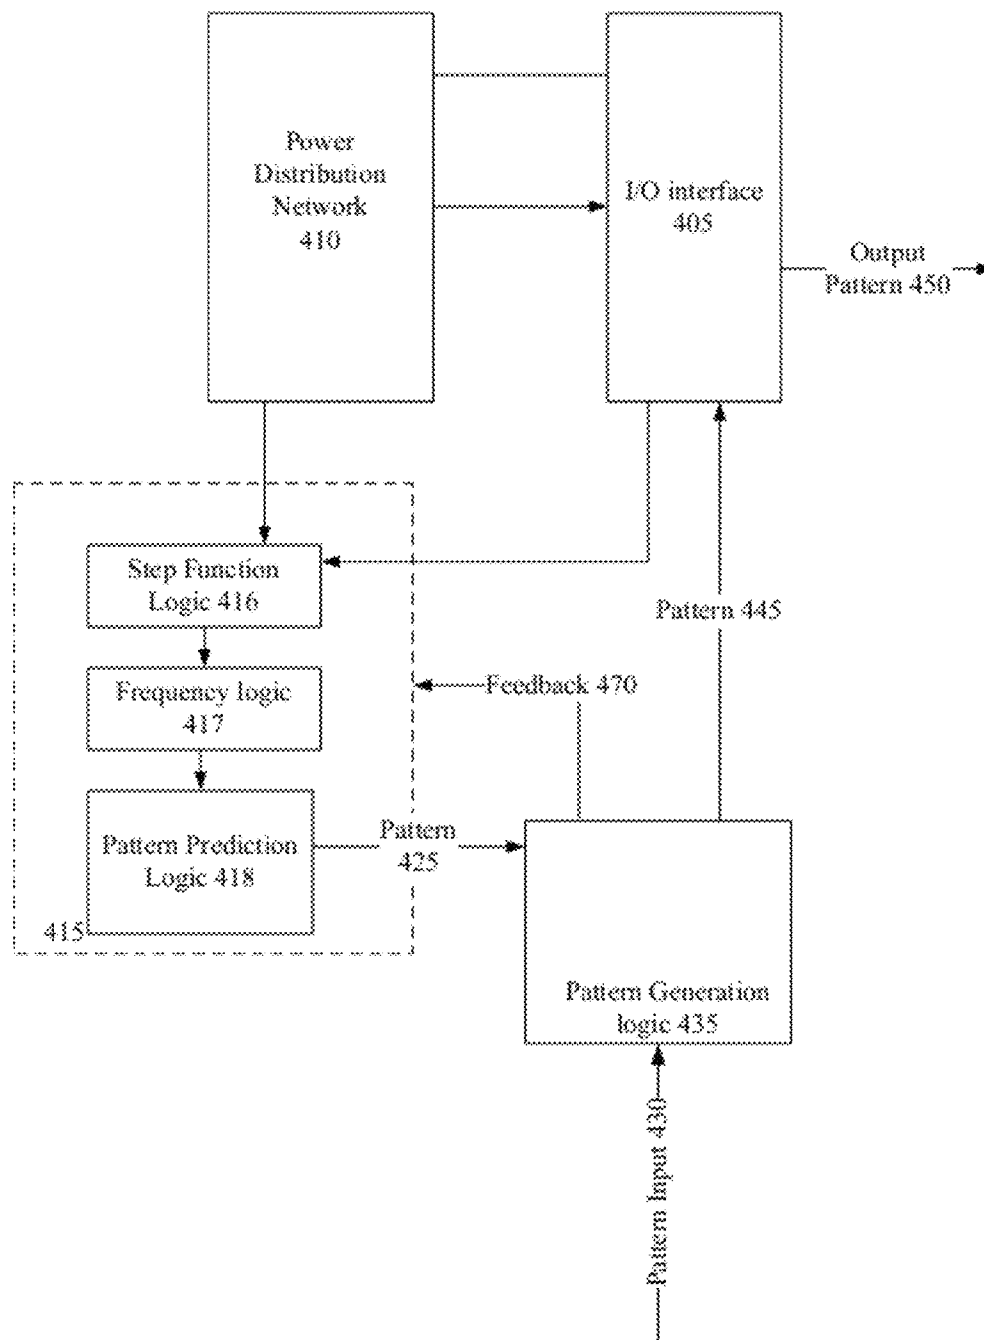 Power
Distribution
Network
410
I/O interface
405
Output
Pattern 450
Step Function
Logic 416
Pattern 445
Frequency logic
417
Feedback 470
Pattern Prediction
Logic 418
Pattern
425
415
Pattern Generation
logic 435
Pattern Input 430